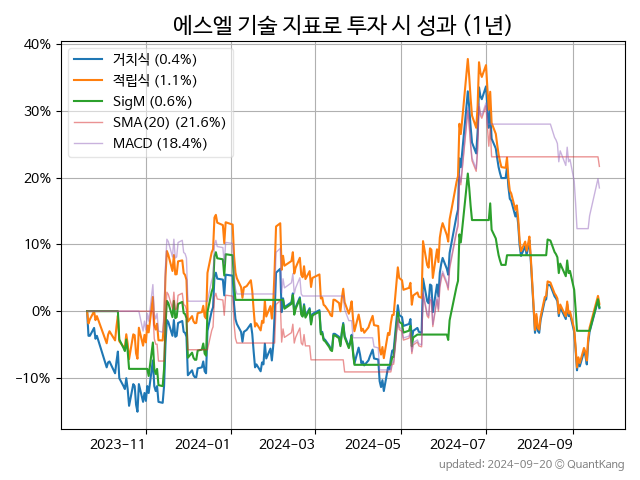 에스엘 기술 지표로 투자 시 성과 (1년)
40%
30%
20%
10%
0%
−10%
거치식 (0.4%)
적립식 (1.1%)
SigM (0.6%)
SMA(20) (21.6%)
MACD (18.4%)
2023−11 2024−01 2024−03 2024−05 2024−07 2024−09
updated: 2024−09−20 © QuantKang